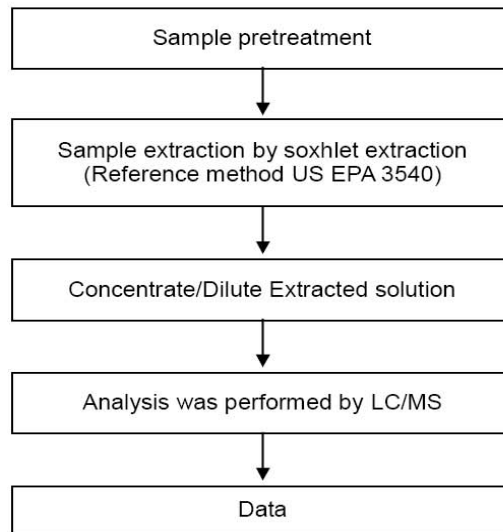 Sample pretreatment
Sample extraction by soxhlet extraction
(Reference method US EPA 3540)
Concentrate/Dilute Extracted solution
Analysis was performed by LC/MS
Data